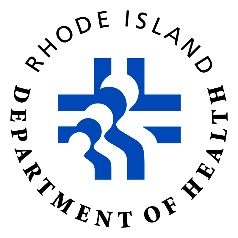 RHODE ISLAND
DEPARTMENT OF HEALTH